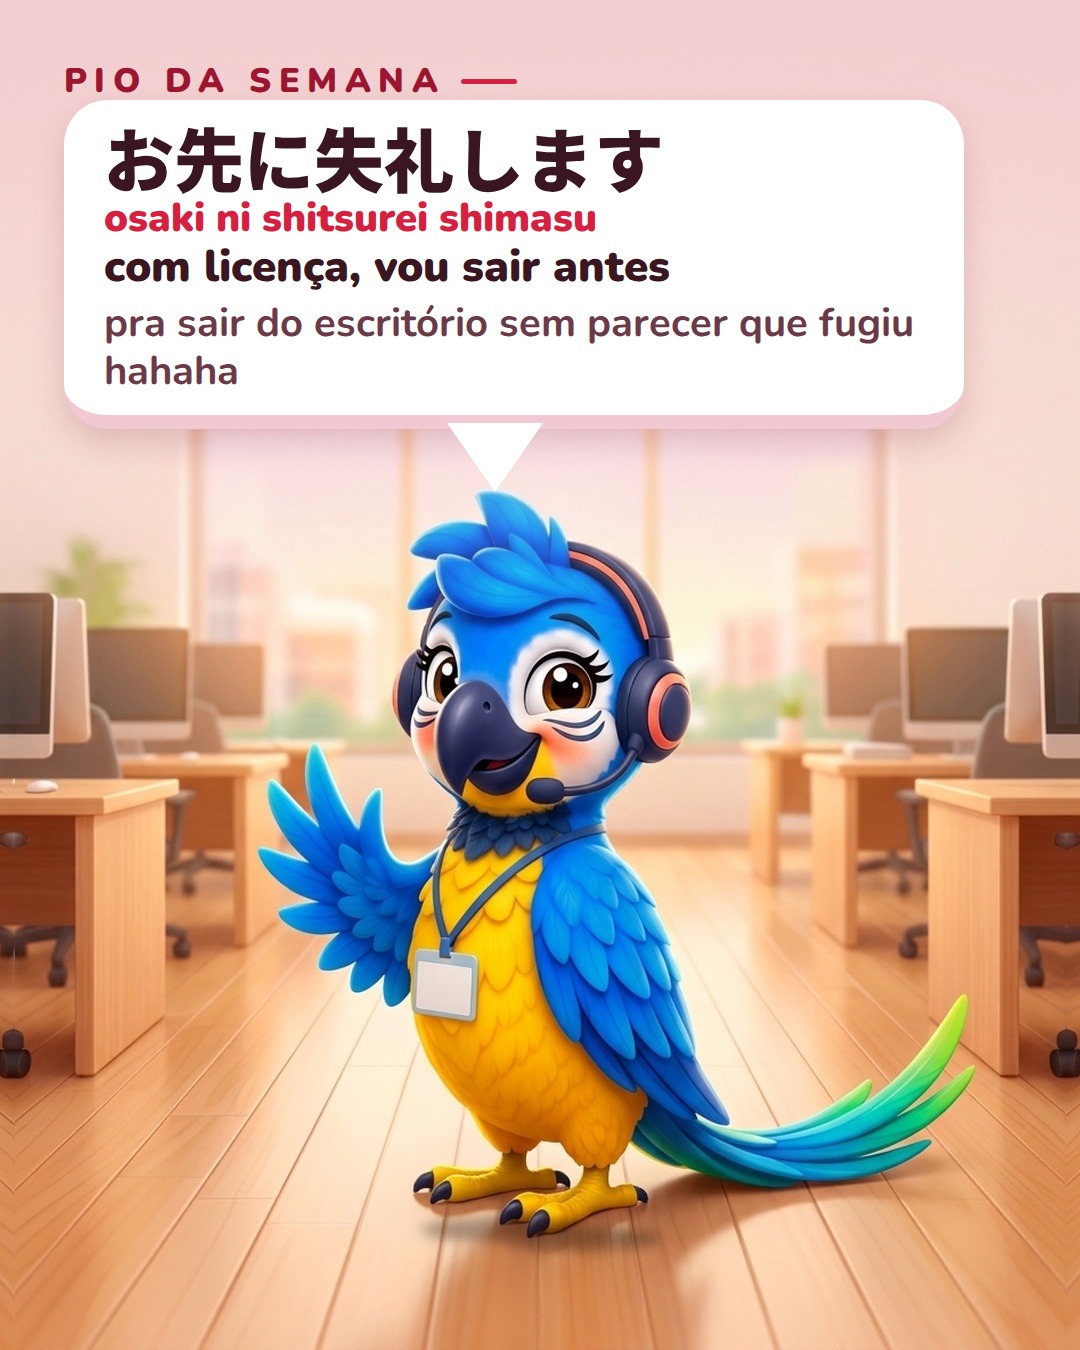 PIO DA SEMANA
お先に失礼します
osaki ni shitsurei shimasu
com licença, vou sair antes
pra sair do escritório sem parecer que fugiu
hahaha